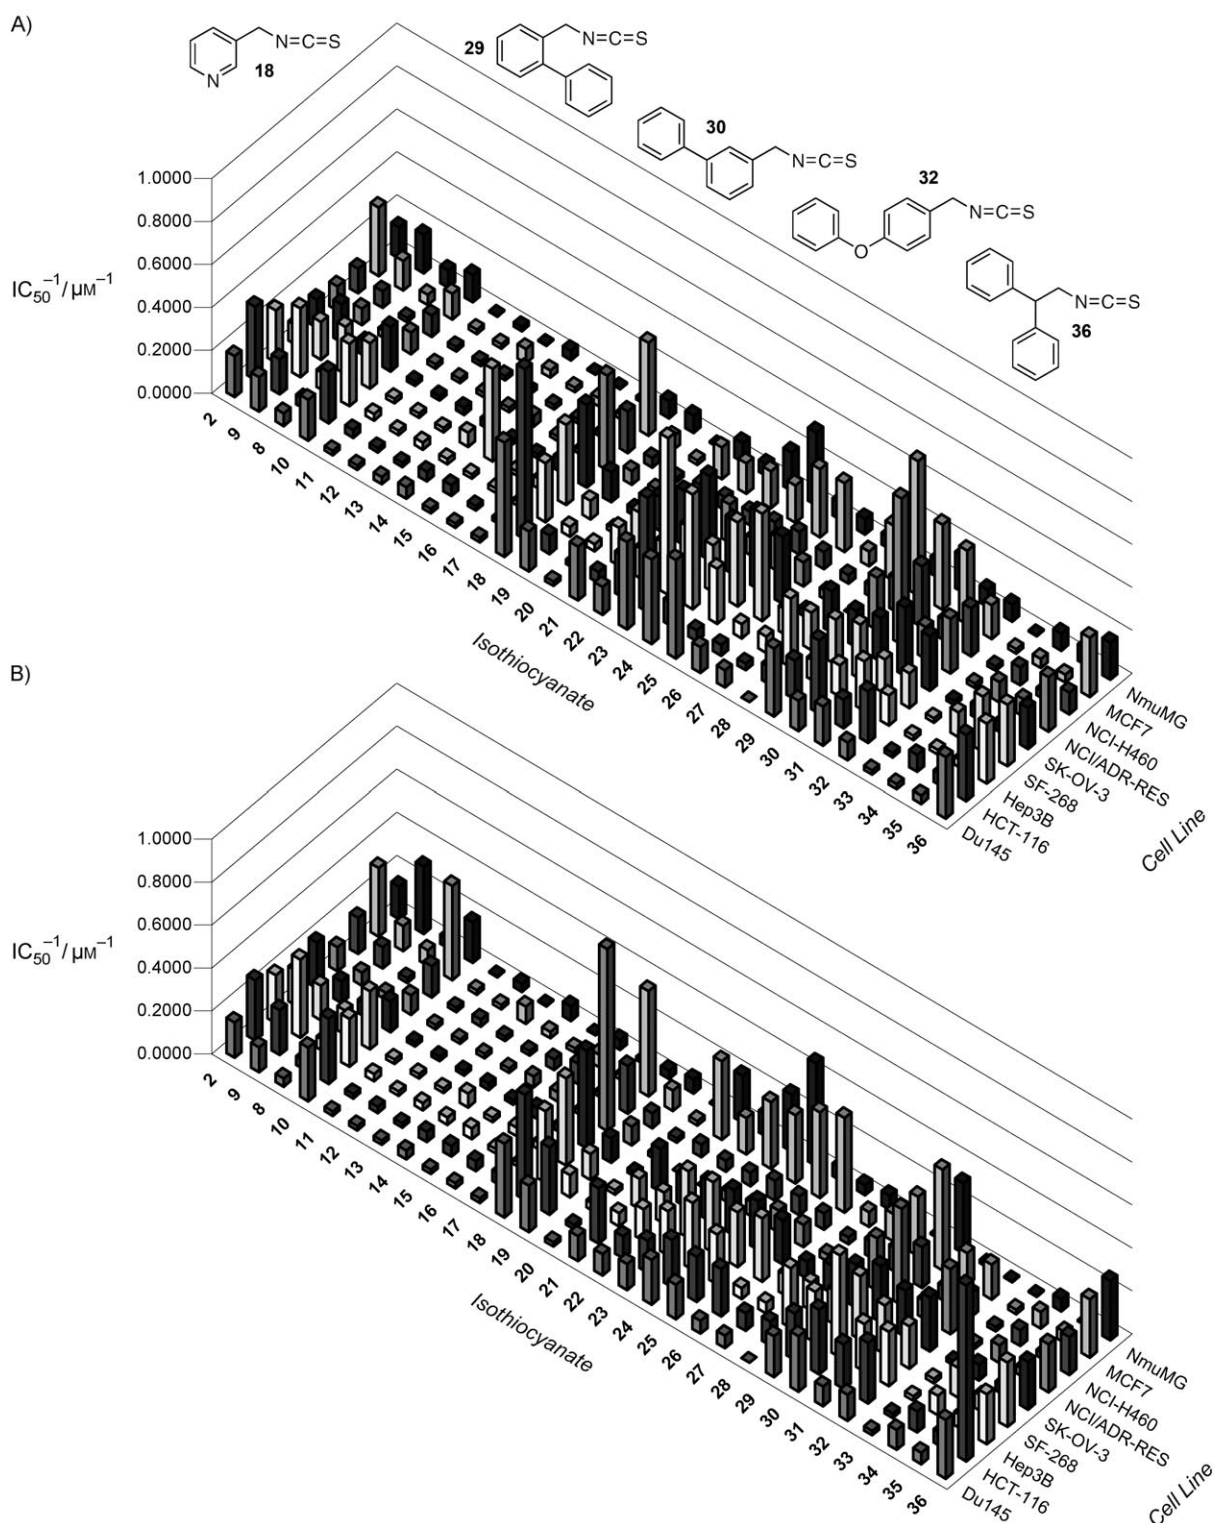 A)
N=C=S
18
N
29
N=C=S
30
N=C=S
32
N=C=S
O
N=C=S
36
1.0000
0.8000
0.6000
IC50–1 / μM–1
0.4000
0.2000
0.0000
2
9
8
10
11
12
13
14
15
16
17
18
19
20
21
22
23
24
25
26
27
28
29
30
31
32
33
34
35
36
Isothiocyanate
NmuMG
MCF7
NCI-H460
NCI/ADR-RES
SK-OV-3
SF-268
Hep3B
HCT-116
Du145
Cell Line
B)
1.0000
0.8000
0.6000
IC50–1 / μM–1
0.4000
0.2000
0.0000
2
9
8
10
11
12
13
14
15
16
17
18
19
20
21
22
23
24
25
26
27
28
29
30
31
32
33
34
35
36
Isothiocyanate
NmuMG
MCF7
NCI-H460
NCI/ADR-RES
SK-OV-3
SF-268
Hep3B
HCT-116
Du145
Cell Line